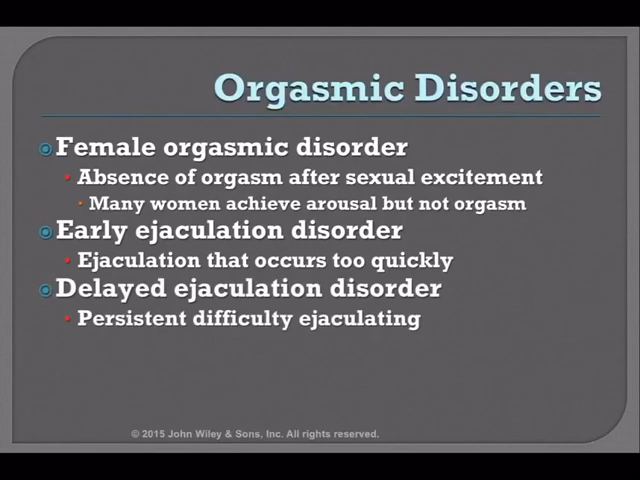 Orgasmic Disorders
Female orgasmic disorder
Absence of orgasm after sexual excitement
Many women achieve arousal but not orgasm
Early ejaculation disorder
Ejaculation that occurs too quickly
Delayed ejaculation disorder
Persistent difficulty ejaculating
© 2015 John Wiley & Sons, Inc. All rights reserved.